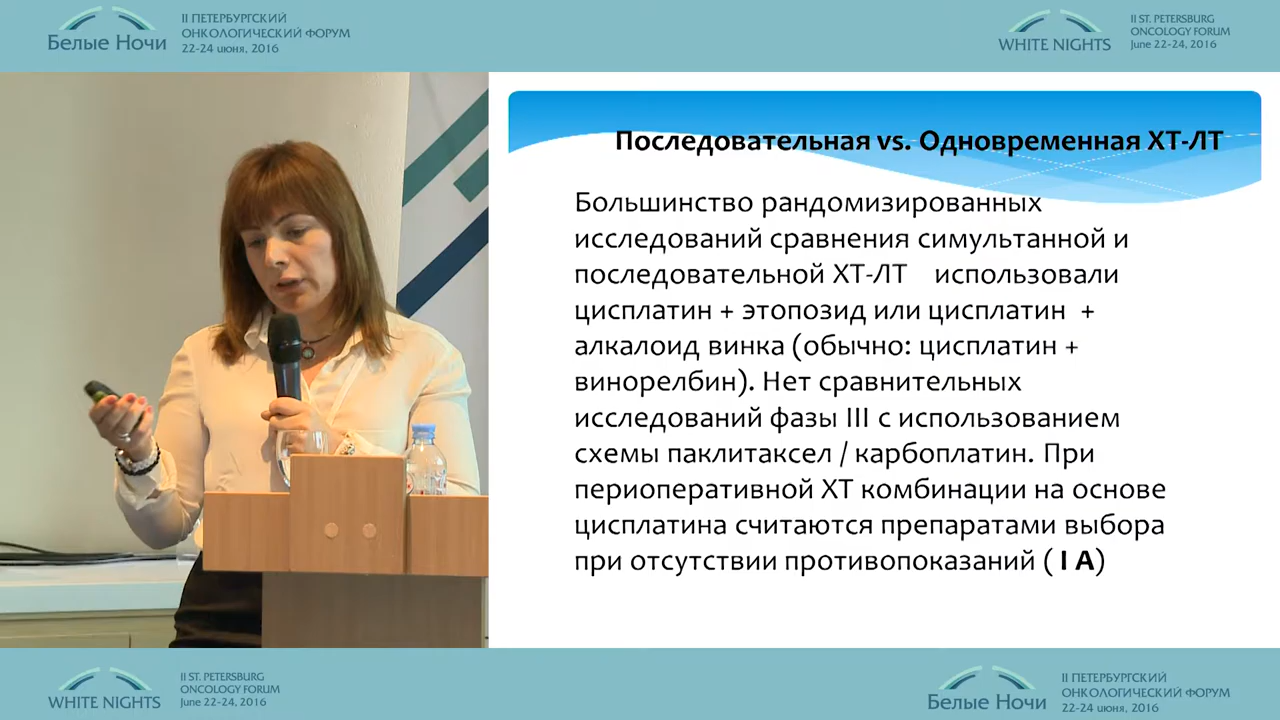 Белые Ночи
II ПЕТЕРБУРГСКИЙ
ОНКОЛОГИЧЕСКИЙ ФОРУМ
22-24 июня, 2016
WHITE NIGHTS
II ST. PETERSBURG
ONCOLOGY FORUM
June 22-24, 2016
Последовательная vs. Одновременная ХТ-ЛТ
Большинство рандомизированных
исследований сравнения симультанной и
последовательной ХТ-ЛТ использовали
цисплатин + этопозид или цисплатин +
алкалоид винка (обычно: цисплатин +
винорелбин). Нет сравнительных
исследований фазы III с использованием
схемы паклитаксел / карбоплатин. При
периоперативной ХТ комбинации на основе
цисплатина считаются препаратами выбора
при отсутствии противопоказаний ( I A)
WHITE NIGHTS
II ST. PETERSBURG
ONCOLOGY FORUM
June 22-24, 2016
Белые Ночи
II ПЕТЕРБУРГСКИЙ
ОНКОЛОГИЧЕСКИЙ ФОРУМ
22-24 июня, 2016